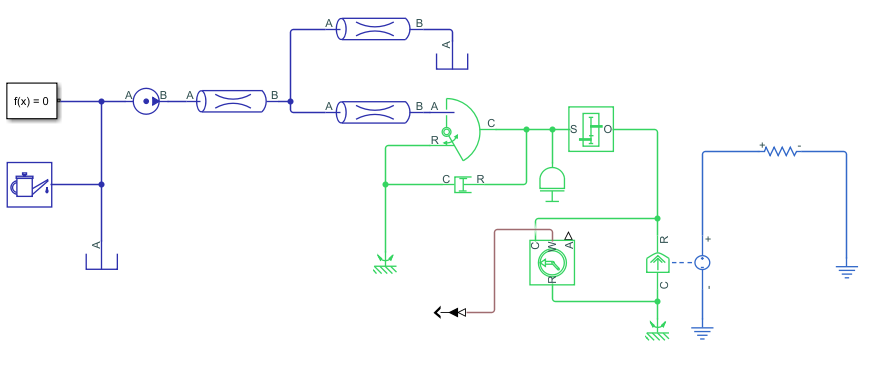 A B
A
A B A B
f(x) = 0
A B A
C
S O
R
C R
A
C W A
R
R
C
+ -
+
-